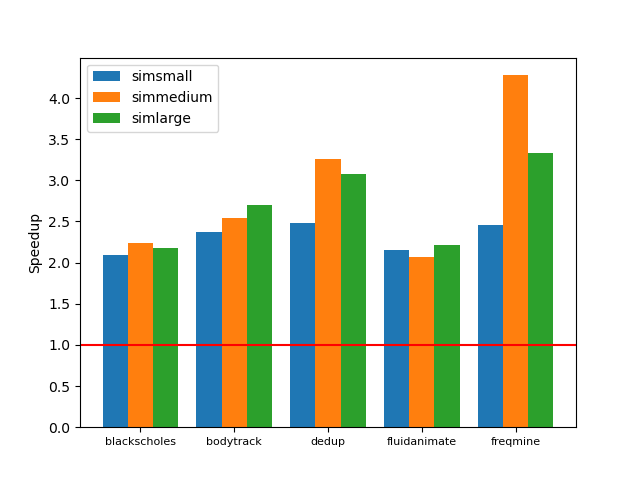 simsmall
simmedium
simlarge
4.0
3.5
3.0
2.5
2.0
1.5
1.0
0.5
0.0
Speedup
blackscholes bodytrack dedup fluidanimate freqmine